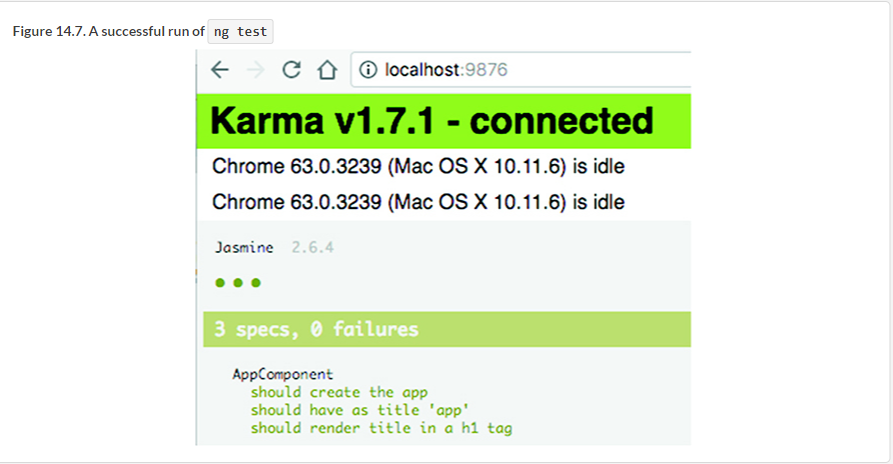 Figure 14.7. A successful run of ng test
localhost:9876
Karma v1.7.1 - connected
Chrome 63.0.3239 (Mac OS X 10.11.6) is idle
Chrome 63.0.3239 (Mac OS X 10.11.6) is idle
Jasmine 2.6.4
3 specs, 0 failures
AppComponent
should create the app
should have as title 'app'
should render title in a h1 tag